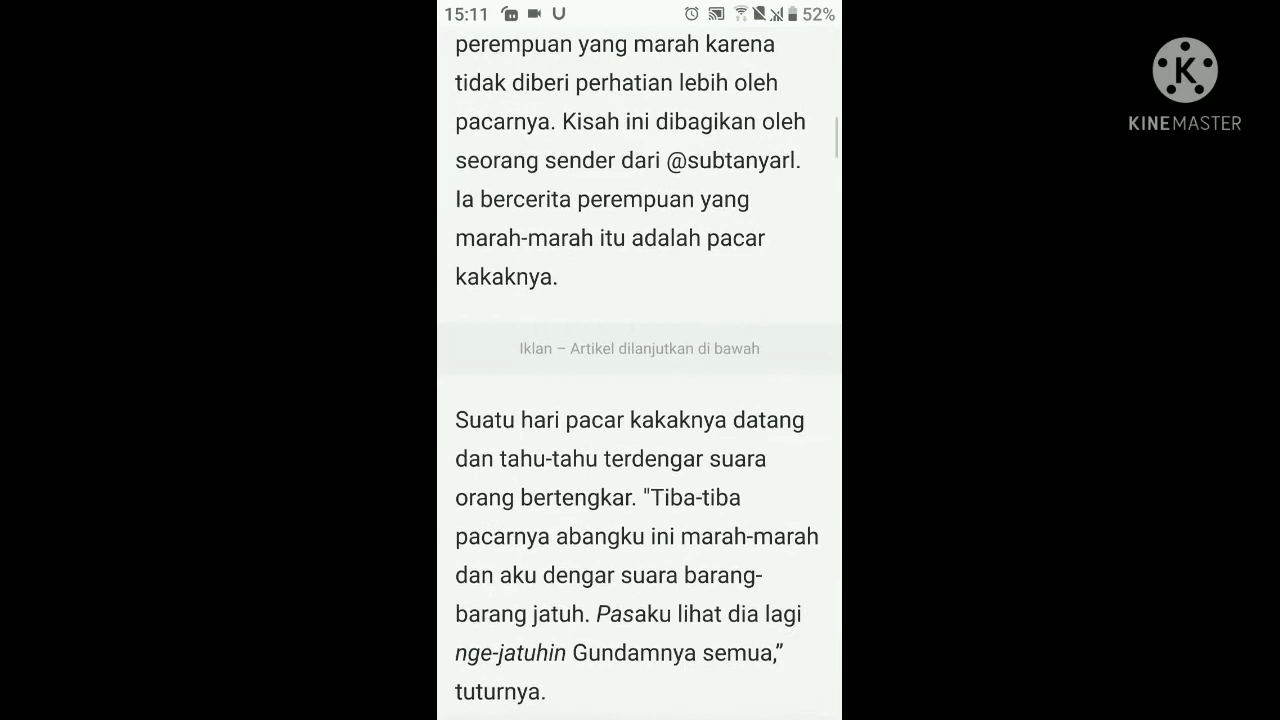 15:11
52%
perempuan yang marah karena
tidak diberi perhatian lebih oleh
pacarnya. Kisah ini dibagikan oleh
seorang sender dari @subtanyarl.
Ia bercerita perempuan yang
marah-marah itu adalah pacar
kakaknya.
Iklan – Artikel dilanjutkan di bawah
Suatu hari pacar kakaknya datang
dan tahu-tahu terdengar suara
orang bertengkar. "Tiba-tiba
pacarnya abangku ini marah-marah
dan aku dengar suara barang-
barang jatuh. Pasaku lihat dia lagi
nge-jatuhin Gundamnya semua,”
tuturnya.
K
KINEMASTER